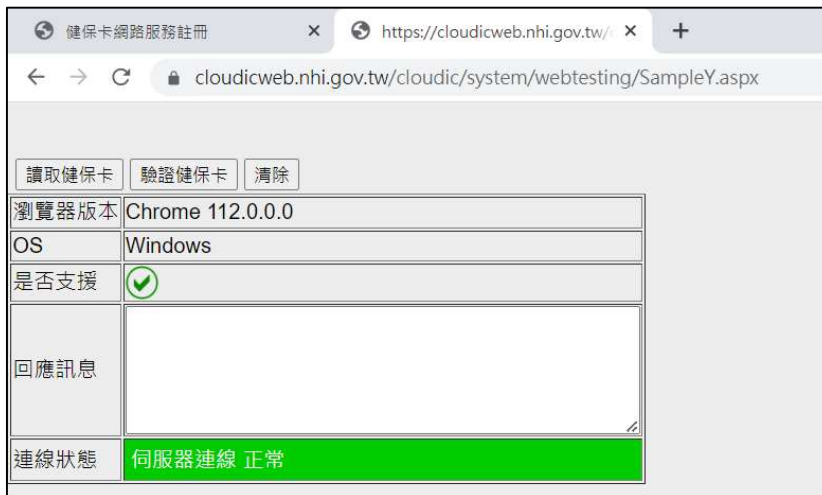 健保卡網路服務註冊
https://cloudicweb.nhi.gov.tw/
cloudicweb.nhi.gov.tw/cloudic/system/webtesting/SampleY.aspx
讀取健保卡 驗證健保卡 清除
瀏覽器版本 Chrome 112.0.0.0
OS Windows
是否支援
回應訊息
連線狀態 伺服器連線 正常